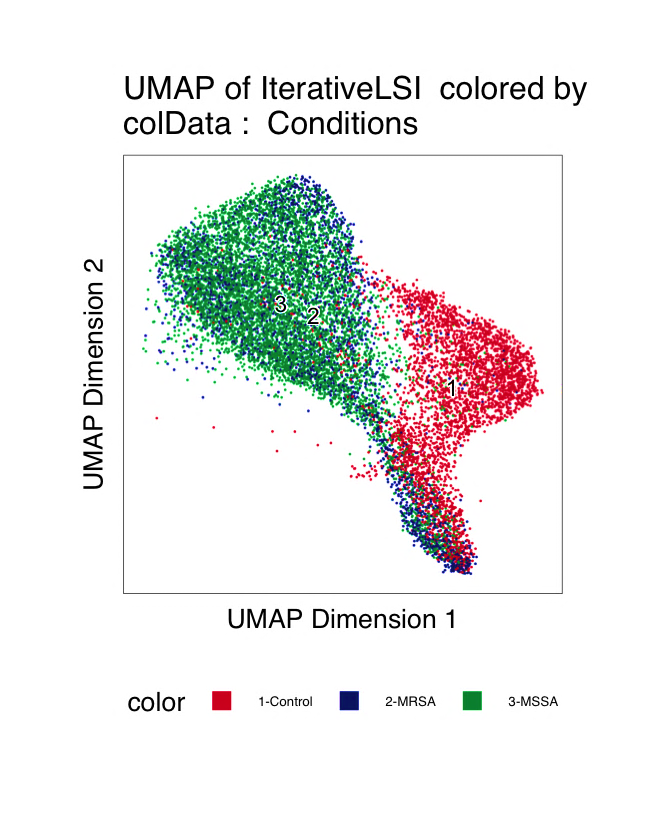 UMAP of IterativeLSI  colored by
colData :  Conditions
UMAP Dimension 2
3
2
1
UMAP Dimension 1
color 1-Control 2-MRSA 3-MSSA